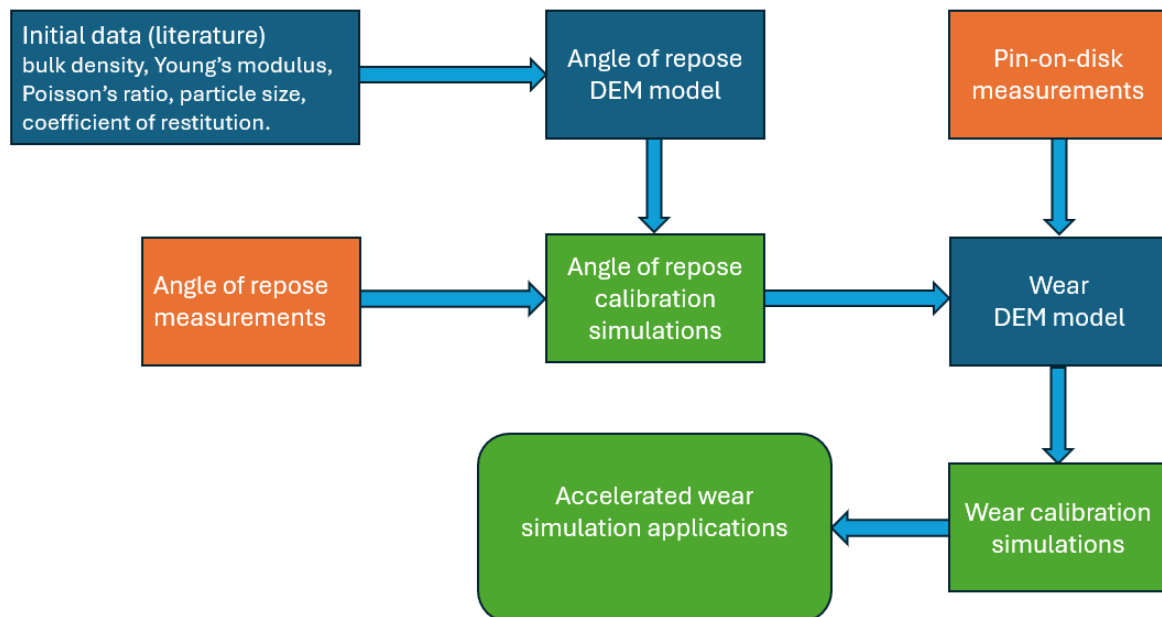 Initial data (literature)
bulk density, Young's modulus,
Poisson's ratio, particle size,
coefficient of restitution.
Angle of repose
DEM model
Pin-on-disk
measurements
Angle of repose
measurements
Angle of repose
calibration
simulations
Wear
DEM model
Accelerated wear
simulation applications
Wear calibration
simulations